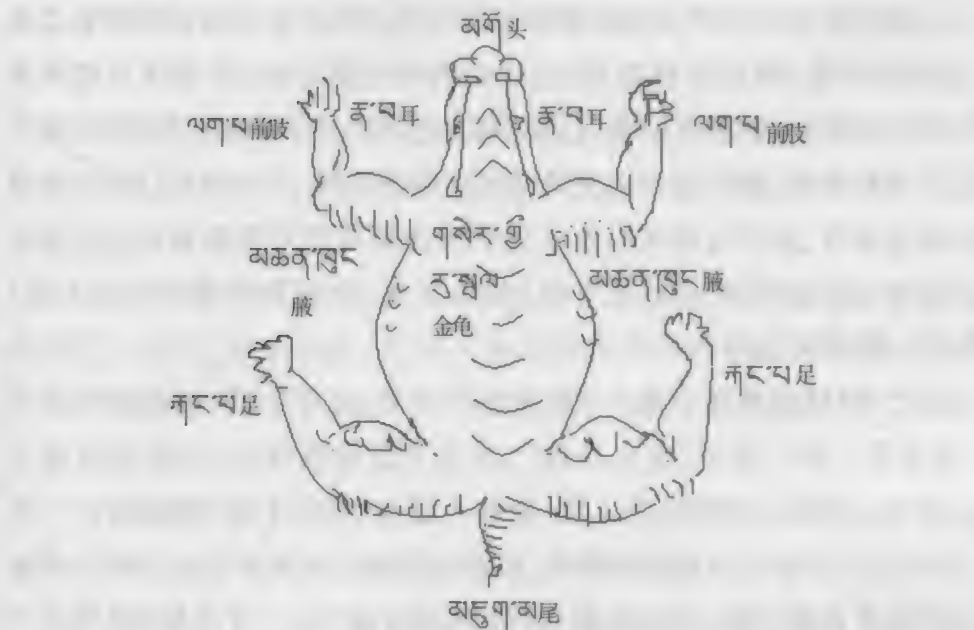 མགོ 头
ན་བ 耳
ན་བ 耳
ལག་པ 前肢
ལག་པ 前肢
གསེར་གྱི
རུ་སྦལ
金龟
མཆན་ཁུང
腋
མཆན་ཁུང 腋
རྐང་པ 足
རྐང་པ 足
མཇུག་མ 尾